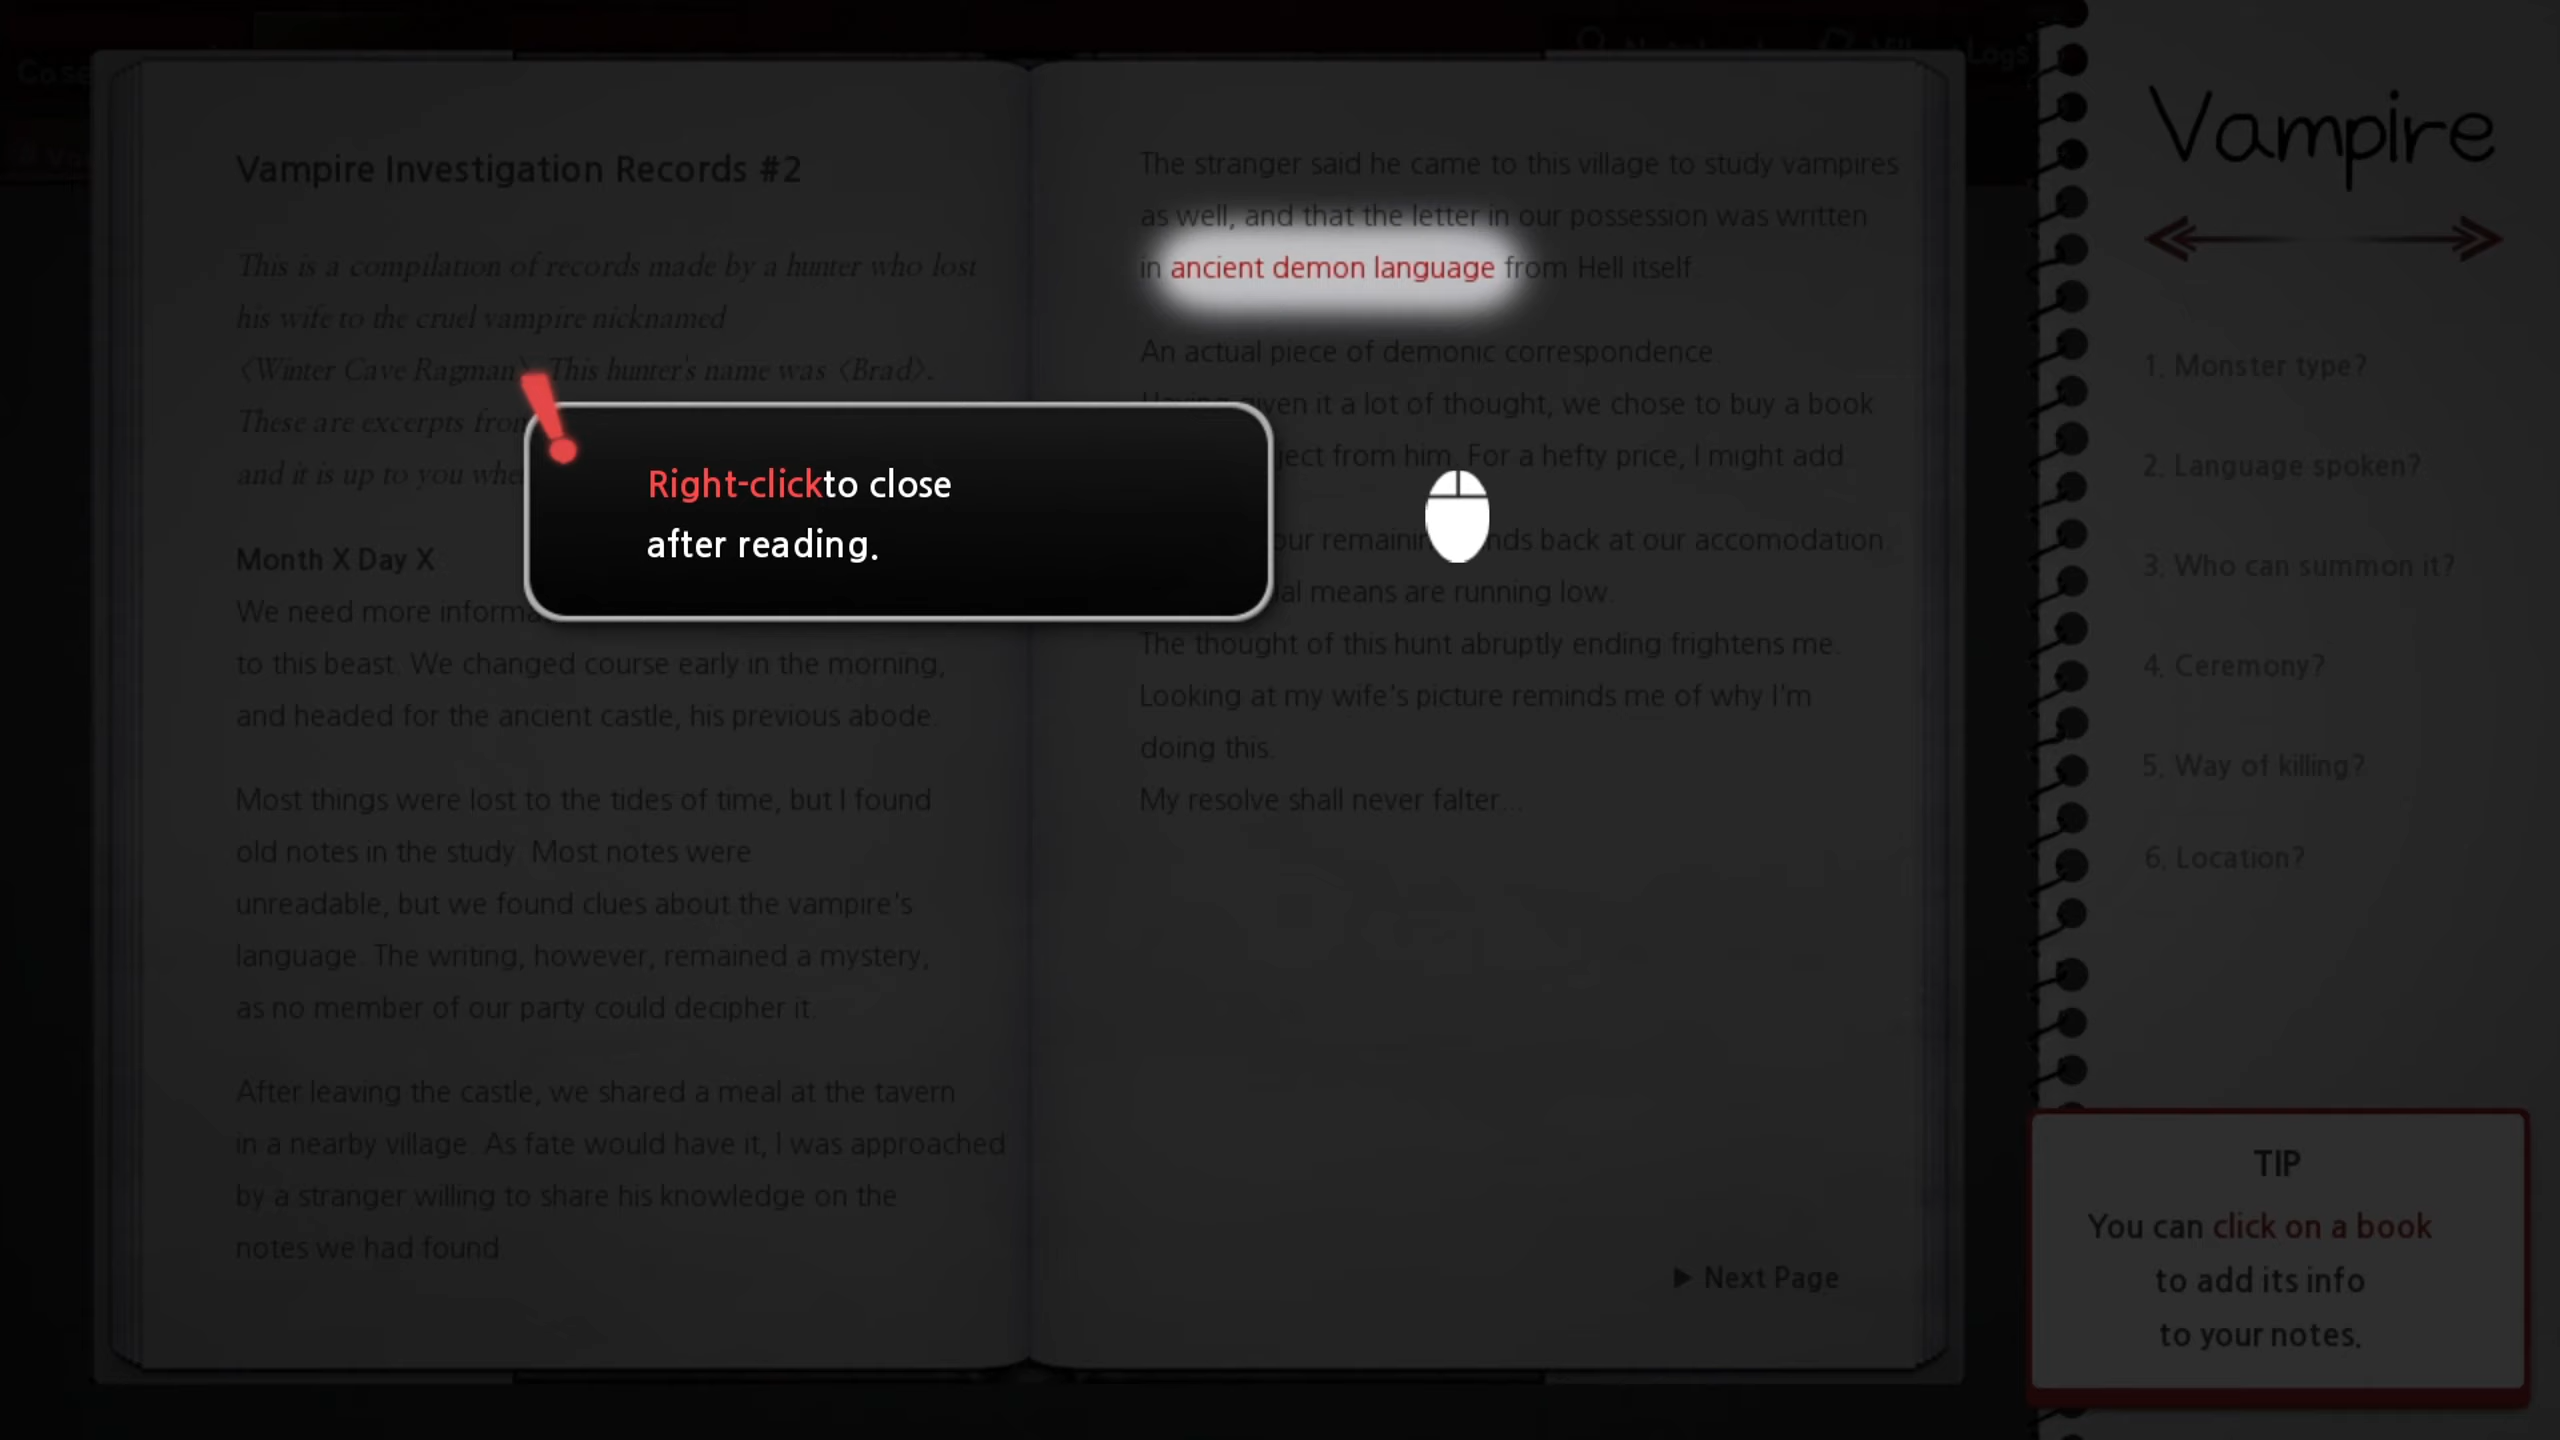 Case
Logs
Vampire Investigation Records #2
This is a compilation of records made by a hunter who lost
his wife to the cruel vampire nicknamed
〈Winter Cave Ragman〉. This hunter's name was 〈Brad〉.
These are excerpts from
and it is up to you
Month X Day X
We need more
to this beast. We changed course early in the morning,
and headed for the ancient castle, his previous abode.
Most things were lost to the tides of time, but I found
old notes in the study. Most notes were
unreadable, but we found clues about the vampire's
language. The writing, however, remained a mystery,
as no member of our party could decipher it.
After leaving the castle, we shared a meal at the tavern
in a nearby village. As fate would have it, I was approached
by a stranger willing to share his knowledge on the
notes we had found
The stranger said he came to this village to study vampires
as well, and that the letter in our possession was written
in ancient demon language from Hell itself.
An actual piece of demonic correspondence.
Having given it a lot of thought, we chose to buy a book
from him. For a hefty price, I might add.
our back at our accomodation.
means are running low.
The thought of this hunt abruptly ending frightens me.
Looking at my wife's picture reminds me of why I'm
doing this.
My resolve shall never falter...
▶ Next Page
Right-clickto close
after reading.
Vampire
1. Monster type?
2. Language spoken?
3. Who can summon it?
4. Ceremony?
5. Way of killing?
6. Location?
TIP
You can click on a book
to add its info
to your notes.